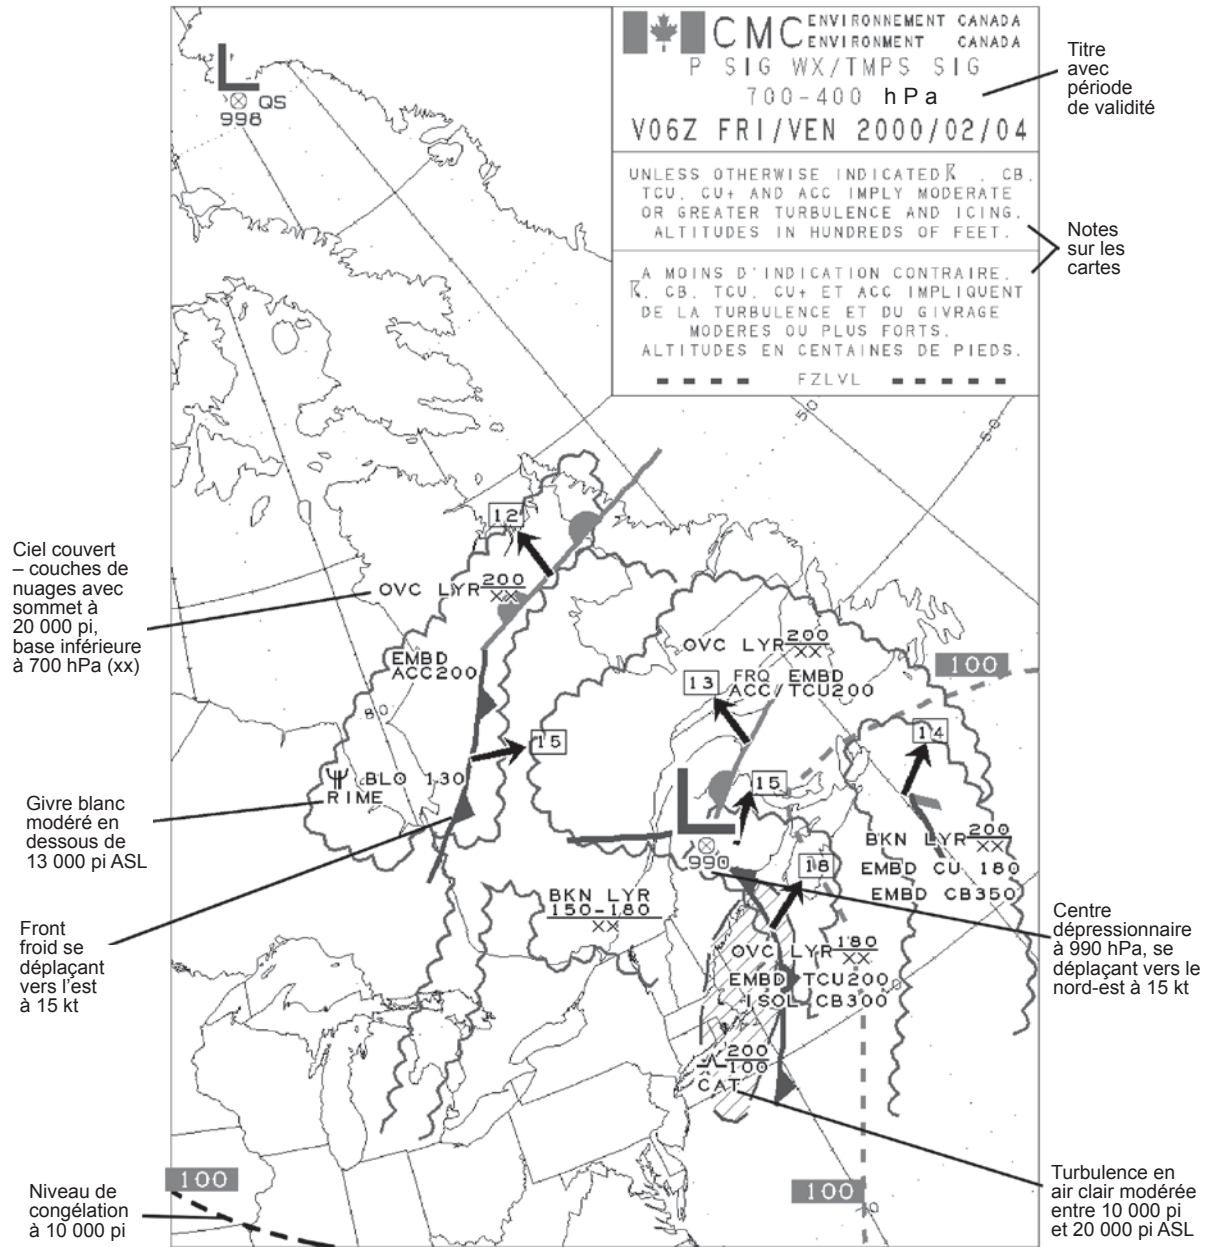 CMC ENVIRONNEMENT CANADA
ENVIRONMENT CANADA
P SIG WX/TMPS SIG
700-400 hPa
V06Z FRI/VEN 2000/02/04
UNLESS OTHERWISE INDICATED , CB,
TCU, CU+ AND ACC IMPLY MODERATE
OR GREATER TURBULENCE AND ICING.
ALTITUDES IN HUNDREDS OF FEET.
A MOINS D'INDICATION CONTRAIRE,
, CB, TCU, CU+ ET ACC IMPLIQUENT
DE LA TURBULENCE ET DU GIVRAGE
MODERES OU PLUS FORTS.
ALTITUDES EN CENTAINES DE PIEDS.
FZLVL
Titre
avec
période
de validité
Notes
sur les
cartes
L
QS
998
50
50
12
Ciel couvert
– couches de
nuages avec
sommet à
20 000 pi,
base inférieure
à 700 hPa (xx)
OVC LYR 200
XX
EMBD
ACC200
80
OVC LYR 200
XX
FRQ EMBD
ACC/TCU200
100
13
15
14
15
BLO 130
RIME
Givre blanc
modéré en
dessous de
13 000 pi ASL
L
990
18
BKN LYR 200
XX
EMBD CU 180
EMBD CB350
BKN LYR
150-180
XX
Front
froid se
déplaçant
vers l'est
à 15 kt
Centre
dépressionnaire
à 990 hPa, se
déplaçant vers le
nord-est à 15 kt
OVC LYR 180
XX
EMBD TCU200
ISOL CB300
200
100
CAT
100
100
Niveau de
congélation
à 10 000 pi
Turbulence en
air clair modérée
entre 10 000 pi
et 20 000 pi ASL